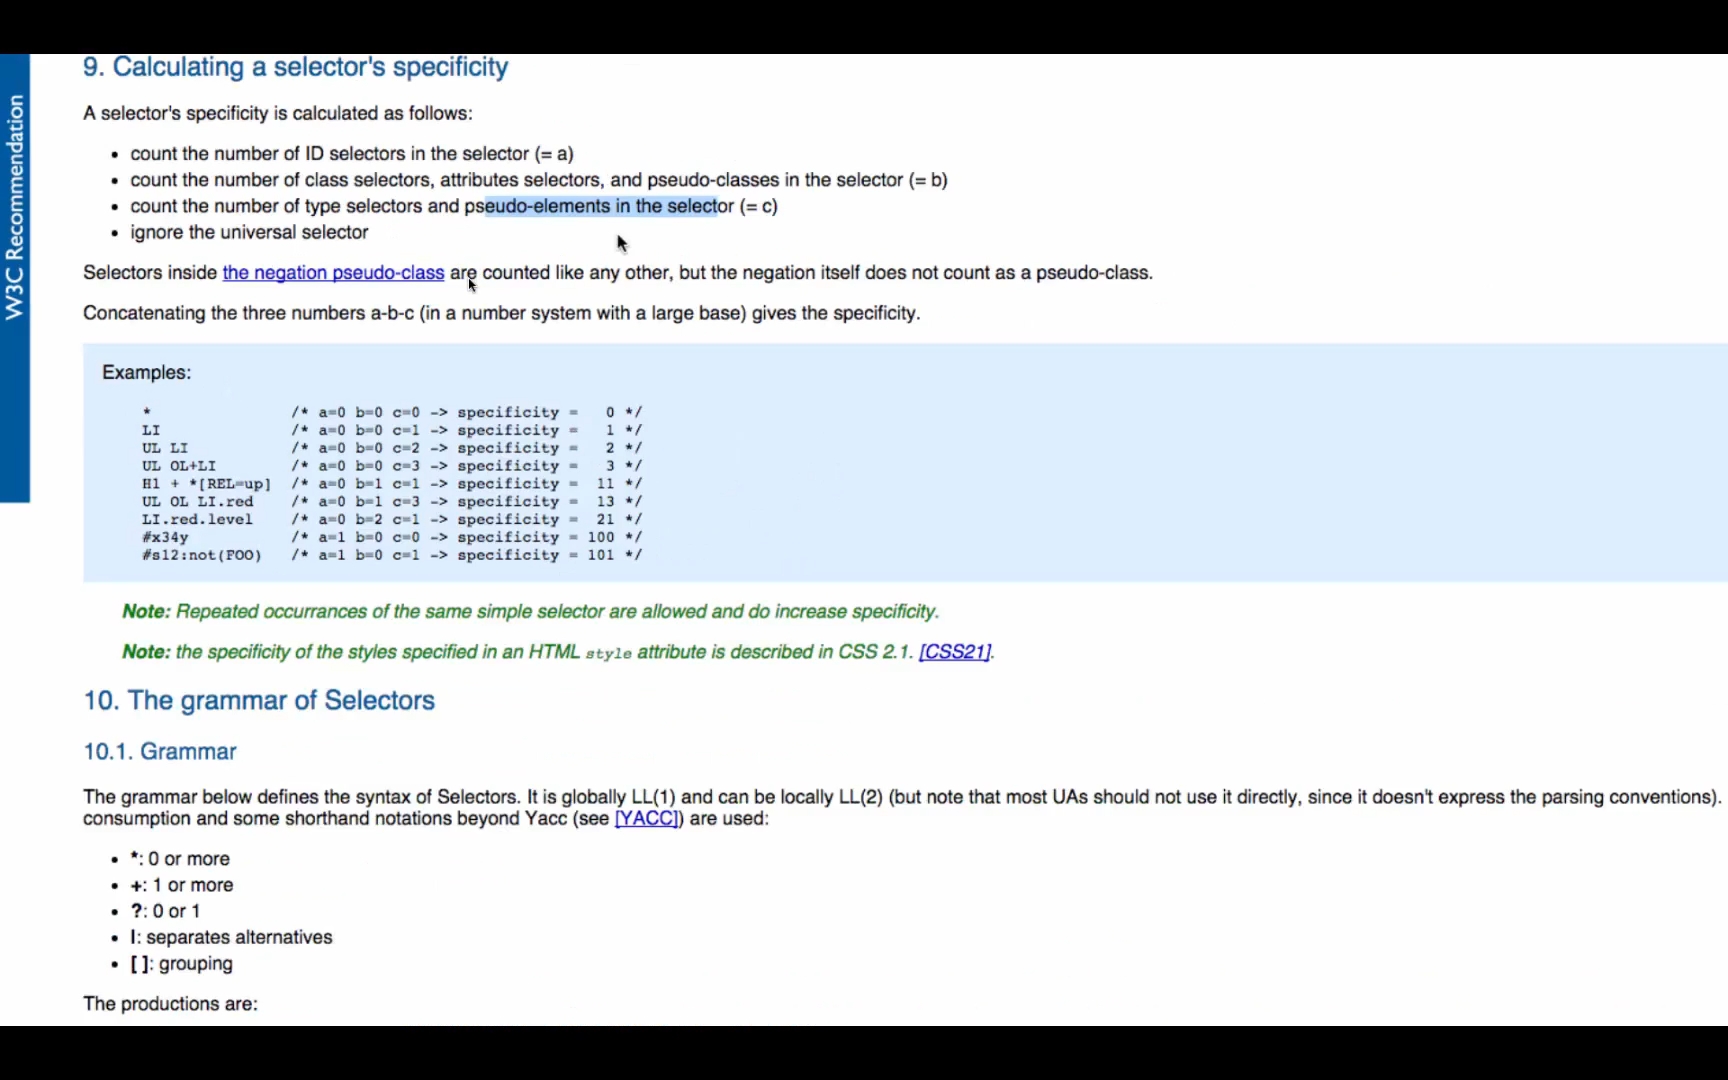 W3C Recommendation
9. Calculating a selector's specificity
A selector's specificity is calculated as follows:
• count the number of ID selectors in the selector (= a)
• count the number of class selectors, attributes selectors, and pseudo-classes in the selector (= b)
• count the number of type selectors and pseudo-elements in the selector (= c)
• ignore the universal selector
Selectors inside the negation pseudo-class are counted like any other, but the negation itself does not count as a pseudo-class.
Concatenating the three numbers a-b-c (in a number system with a large base) gives the specificity.
Examples:
* /* a=0 b=0 c=0 -> specificity = 0 */
LI /* a=0 b=0 c=1 -> specificity = 1 */
UL LI /* a=0 b=0 c=2 -> specificity = 2 */
UL OL+LI /* a=0 b=0 c=3 -> specificity = 3 */
H1 + *[REL=up] /* a=0 b=1 c=1 -> specificity = 11 */
UL OL LI.red /* a=0 b=1 c=3 -> specificity = 13 */
LI.red.level /* a=0 b=2 c=1 -> specificity = 21 */
#x34y /* a=1 b=0 c=0 -> specificity = 100 */
#s12:not(FOO) /* a=1 b=0 c=1 -> specificity = 101 */
Note: Repeated occurrances of the same simple selector are allowed and do increase specificity.
Note: the specificity of the styles specified in an HTML style attribute is described in CSS 2.1. [CSS21].
10. The grammar of Selectors
10.1. Grammar
The grammar below defines the syntax of Selectors. It is globally LL(1) and can be locally LL(2) (but note that most UAs should not use it directly, since it doesn't express the parsing conventions).
consumption and some shorthand notations beyond Yacc (see [YACC]) are used:
• *: 0 or more
• +: 1 or more
• ?: 0 or 1
• |: separates alternatives
• [ ]: grouping
The productions are: